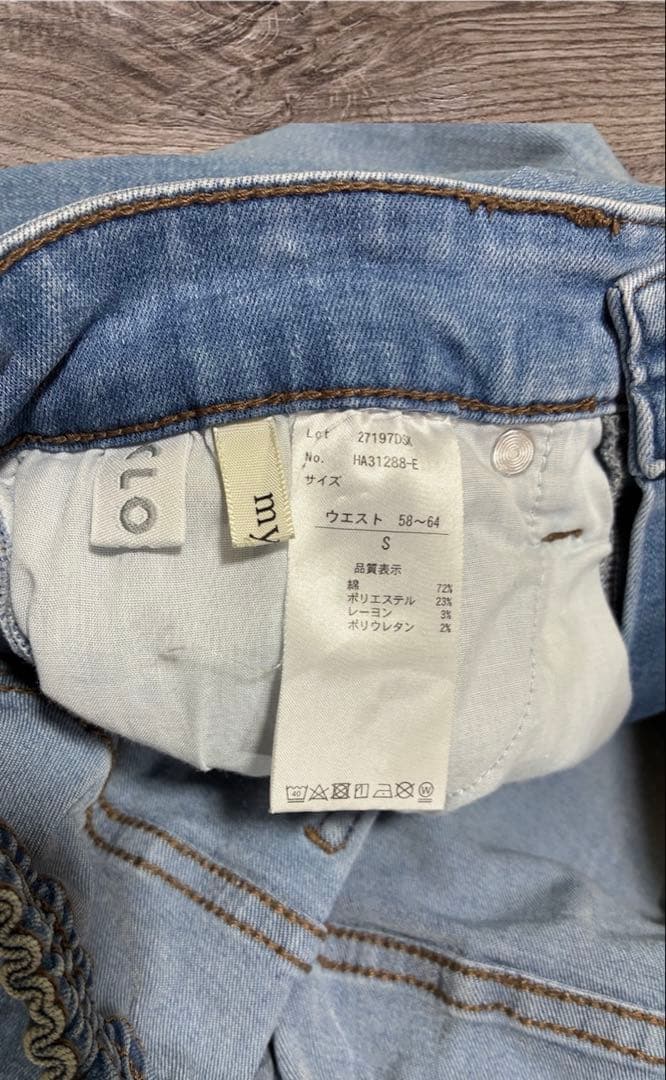 CLO
my
Lot 27197DSK
No. HA31288-E
サイズ
ウエスト 58〜64
S
品質表示
綿 72%
ポリエステル 23%
レーヨン 3%
ポリウレタン 2%
40
W